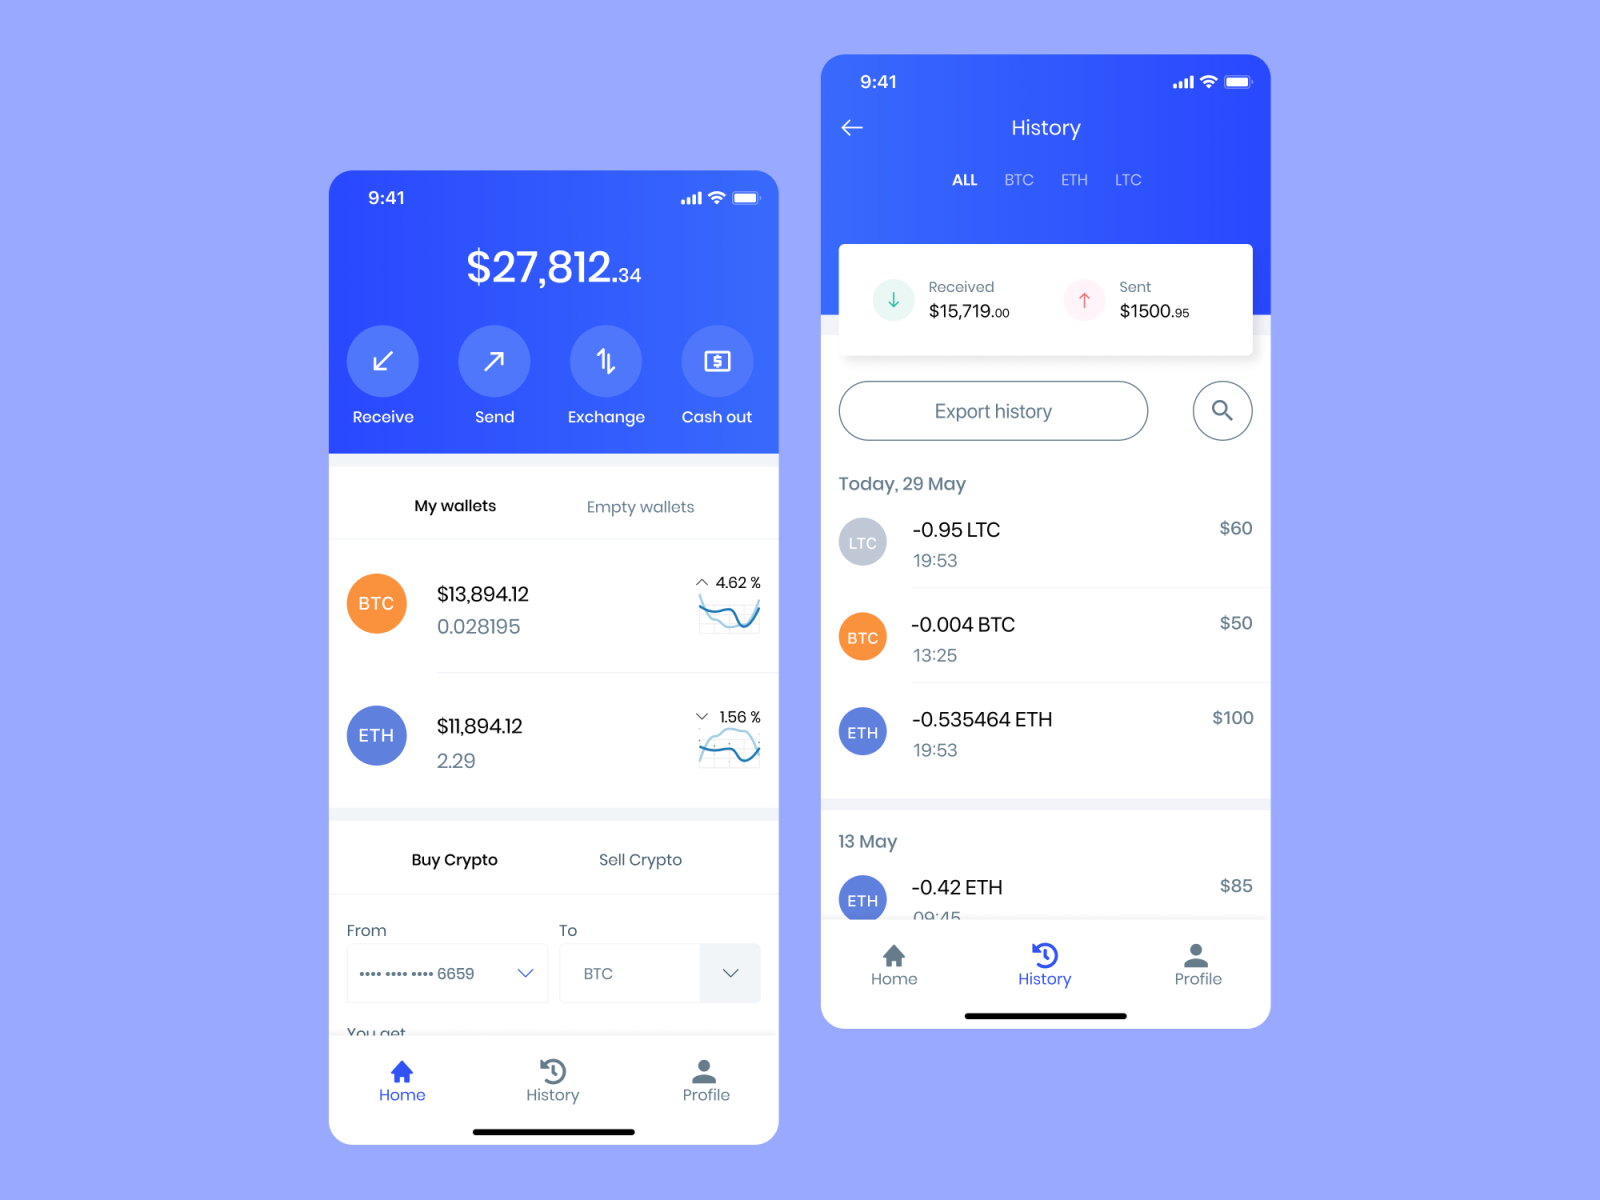 9:41
$27,812.34
Receive Send Exchange Cash out
My wallets Empty wallets
BTC $13,894.12 4.62 %
0.028195
ETH $11,894.12 1.56 %
2.29
Buy Crypto Sell Crypto
From To
•••• •••• •••• 6659 BTC
You get
Home History Profile
9:41
History
ALL BTC ETH LTC
Received Sent
$15,719.00 $1500.95
Export history
Today, 29 May
LTC -0.95 LTC $60
19:53
BTC -0.004 BTC $50
13:25
ETH -0.535464 ETH $100
19:53
13 May
ETH -0.42 ETH $85
09:45
Home History Profile